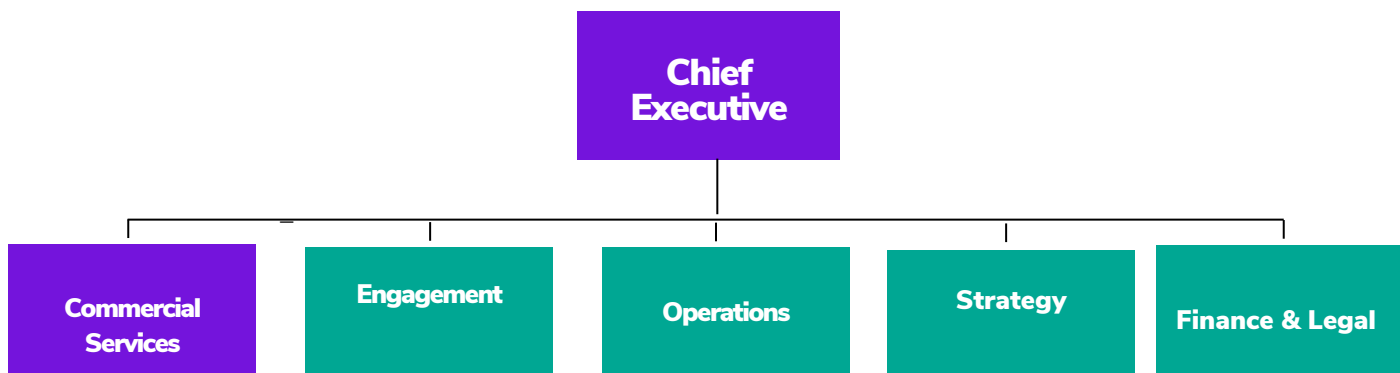 Chief
Executive
Commercial
Services
Engagement
Operations
Strategy
Finance & Legal